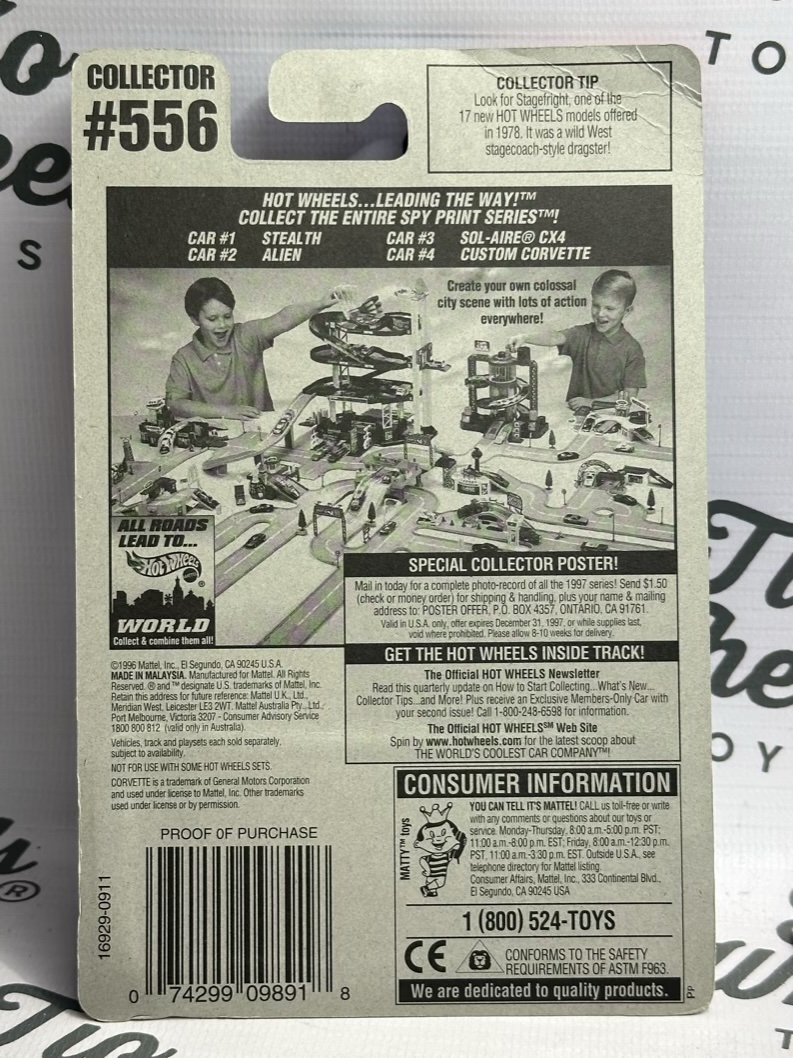 COLLECTOR
#556
COLLECTOR TIP
Look for Stagefright, one of the
17 new HOT WHEELS models offered
in 1978. It was a wild West
stagecoach-style dragster!
HOT WHEELS...LEADING THE WAY!™
COLLECT THE ENTIRE SPY PRINT SERIES™!
CAR #1 STEALTH CAR #3 SOL-AIRE® CX4
CAR #2 ALIEN CAR #4 CUSTOM CORVETTE
Create your own colossal
city scene with lots of action
everywhere!
ALL ROADS
LEAD TO...
Hot Wheels®
WORLD
Collect & combine them all!
SPECIAL COLLECTOR POSTER!
Mail in today for a complete photo-record of all the 1997 series! Send $1.50
(check or money order) for shipping & handling, plus your name & mailing
address to: POSTER OFFER, P.O. BOX 4357, ONTARIO, CA 91761.
Valid in U.S.A. only, offer expires December 31, 1997, or while supplies last,
void where prohibited. Please allow 8-10 weeks for delivery.
GET THE HOT WHEELS INSIDE TRACK!
The Official HOT WHEELS Newsletter
Read this quarterly update on How to Start Collecting...What's New...
Collector Tips...and More! Plus receive an Exclusive Members-Only Car with
your second issue! Call 1-800-248-6598 for information.
The Official HOT WHEELS℠ Web Site
Spin by www.hotwheels.com for the latest scoop about
THE WORLD'S COOLEST CAR COMPANY™!
©1996 Mattel, Inc., El Segundo, CA 90245 U.S.A.
MADE IN MALAYSIA. Manufactured for Mattel. All Rights
Reserved. ® and ™ designate U.S. trademarks of Mattel, Inc.
Retain this address for future reference: Mattel U.K. Ltd.,
Meridian West, Leicester LE3 2WT. Mattel Australia Pty., Ltd.,
Port Melbourne, Victoria 3207 - Consumer Advisory Service
1800 800 812 (valid only in Australia).
Vehicles, track and playsets each sold separately,
subject to availability.
NOT FOR USE WITH SOME HOT WHEELS SETS.
CORVETTE is a trademark of General Motors Corporation
and used under license to Mattel, Inc. Other trademarks
used under license or by permission.
CONSUMER INFORMATION
MATTY™ toys
YOU CAN TELL IT'S MATTEL! CALL us toll-free or write
with any comments or questions about our toys or
service. Monday-Thursday, 8:00 a.m.-5:00 p.m. PST;
11:00 a.m.-8:00 p.m. EST; Friday, 8:00 a.m.-12:30 p.m.
PST, 11:00 a.m.-3:30 p.m. EST. Outside U.S.A., see
telephone directory for Mattel listing.
Consumer Affairs, Mattel, Inc., 333 Continental Blvd.,
El Segundo, CA 90245 USA
1 (800) 524-TOYS
CE
CONFORMS TO THE SAFETY
REQUIREMENTS OF ASTM F963.
We are dedicated to quality products.
PP
PROOF OF PURCHASE
16929-0911
0 74299 09891 8